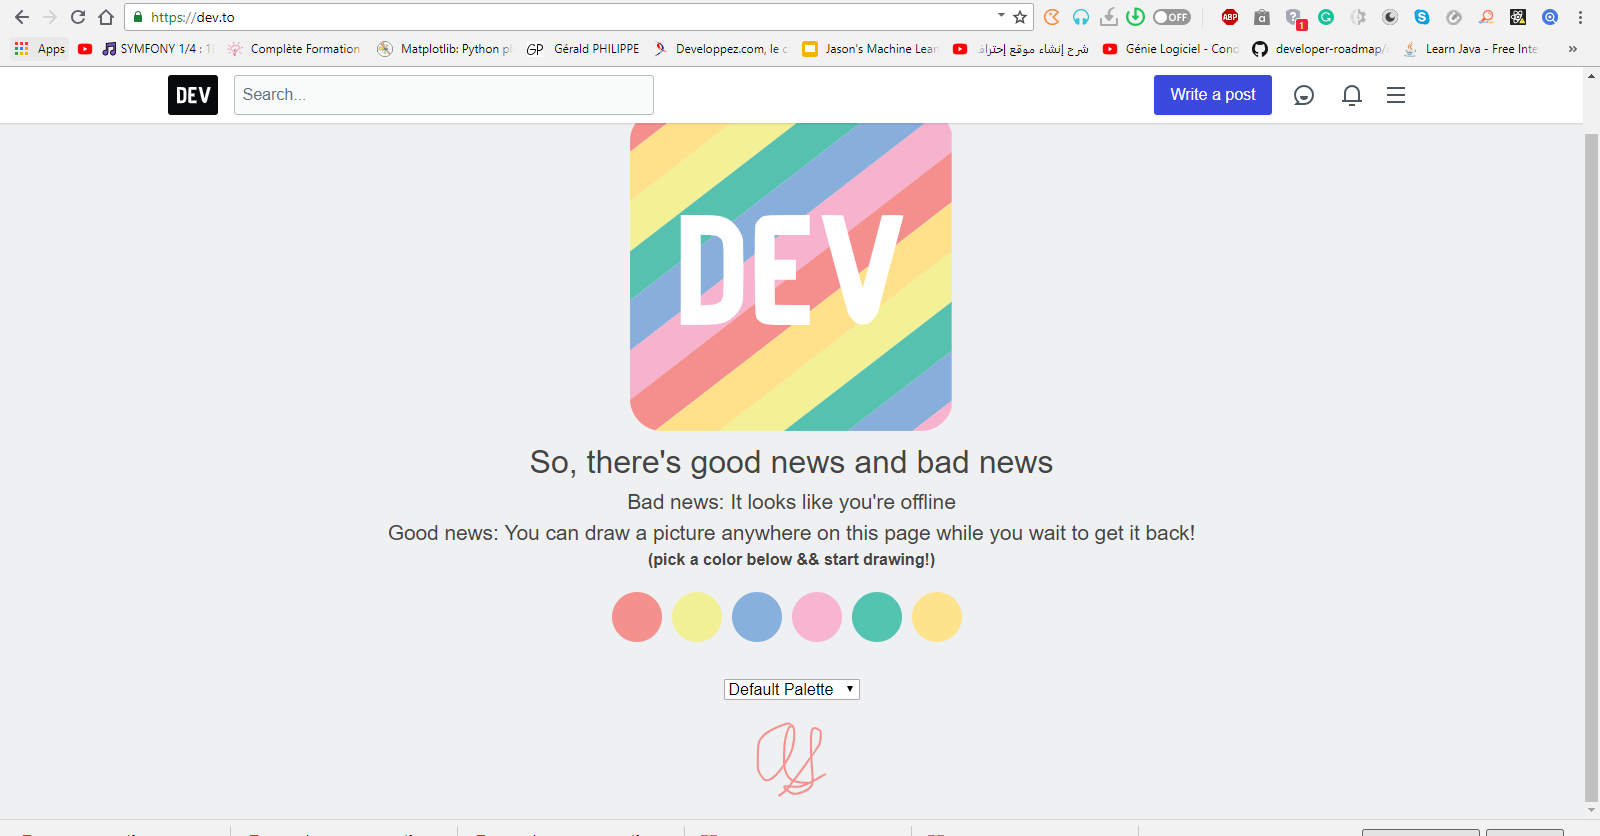 https://dev.to
OFF
ABP
1
Apps
SYMFONY 1/4 :
Complète Formation
Matplotlib: Python
GP Gérald PHILIPPE
Developpez.com, le
Jason's Machine Lear
شرح إنشاء موقع إحتراف
Génie Logiciel - Cond
developer-roadmap/
Learn Java - Free Inte
»
DEV
Search...
Write a post
DEV
So, there's good news and bad news
Bad news: It looks like you're offline
Good news: You can draw a picture anywhere on this page while you wait to get it back!
(pick a color below && start drawing!)
Default Palette